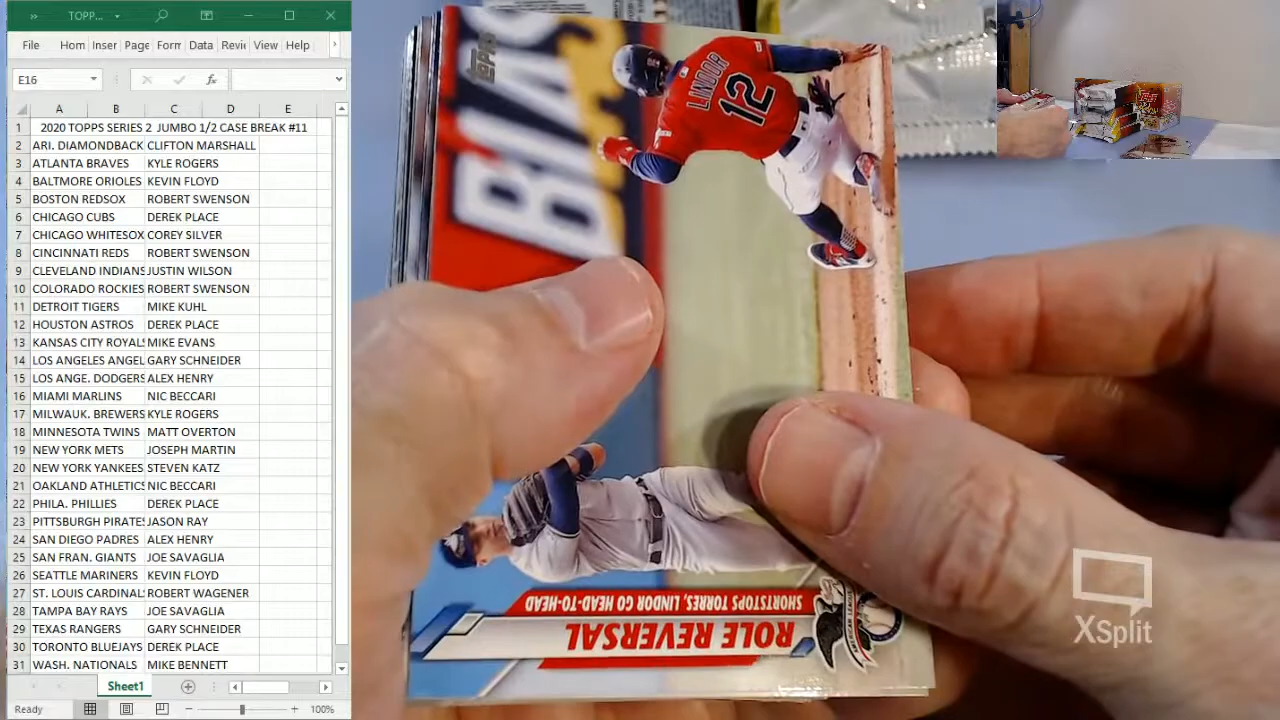 TOPP...
File Hom Inser Page Forn Data Revi View Help
E16
fx
A B C D E
1 2020 TOPPS SERIES 2 JUMBO 1/2 CASE BREAK #11
2 ARI. DIAMONDBACK CLIFTON MARSHALL
3 ATLANTA BRAVES KYLE ROGERS
4 BALTMORE ORIOLES KEVIN FLOYD
5 BOSTON REDSOX ROBERT SWENSON
6 CHICAGO CUBS DEREK PLACE
7 CHICAGO WHITESOX COREY SILVER
8 CINCINNATI REDS ROBERT SWENSON
9 CLEVELAND INDIANS JUSTIN WILSON
10 COLORADO ROCKIES ROBERT SWENSON
11 DETROIT TIGERS MIKE KUHL
12 HOUSTON ASTROS DEREK PLACE
13 KANSAS CITY ROYAL MIKE EVANS
14 LOS ANGELES ANGEL GARY SCHNEIDER
15 LOS ANGE. DODGERS ALEX HENRY
16 MIAMI MARLINS NIC BECCARI
17 MILWAUK. BREWERS KYLE ROGERS
18 MINNESOTA TWINS MATT OVERTON
19 NEW YORK METS JOSEPH MARTIN
20 NEW YORK YANKEES STEVEN KATZ
21 OAKLAND ATHLETICS NIC BECCARI
22 PHILA. PHILLIES DEREK PLACE
23 PITTSBURGH PIRATE JASON RAY
24 SAN DIEGO PADRES ALEX HENRY
25 SAN FRAN. GIANTS JOE SAVAGLIA
26 SEATTLE MARINERS KEVIN FLOYD
27 ST. LOUIS CARDINAL ROBERT WAGENER
28 TAMPA BAY RAYS JOE SAVAGLIA
29 TEXAS RANGERS GARY SCHNEIDER
30 TORONTO BLUEJAYS DEREK PLACE
31 WASH. NATIONALS MIKE BENNETT
Sheet1
Ready
100%
topps
LINDOR
12
SHORTSTOPS TORRES, LINDOR GO HEAD-TO-HEAD
ROLE REVERSAL
XSplit